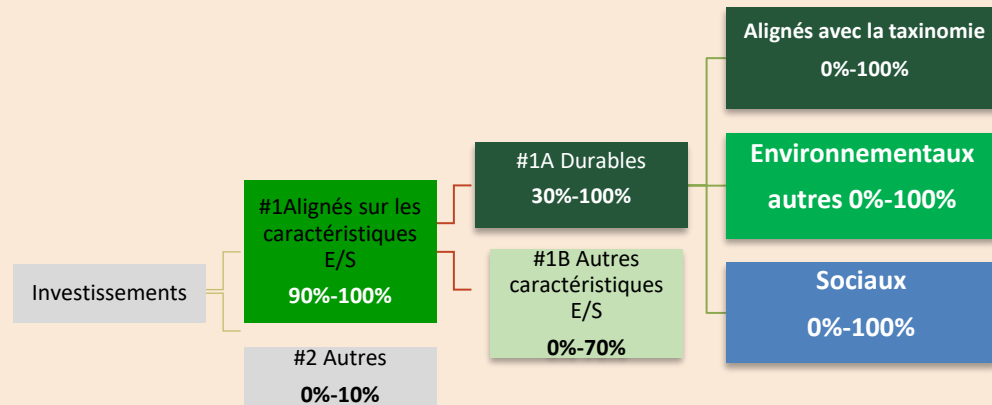 Investissements
#1Alignés sur les
caractéristiques
E/S
90%-100%
#2 Autres
0%-10%
#1A Durables
30%-100%
#1B Autres
caractéristiques
E/S
0%-70%
Alignés avec la taxinomie
0%-100%
Environnementaux
autres 0%-100%
Sociaux
0%-100%